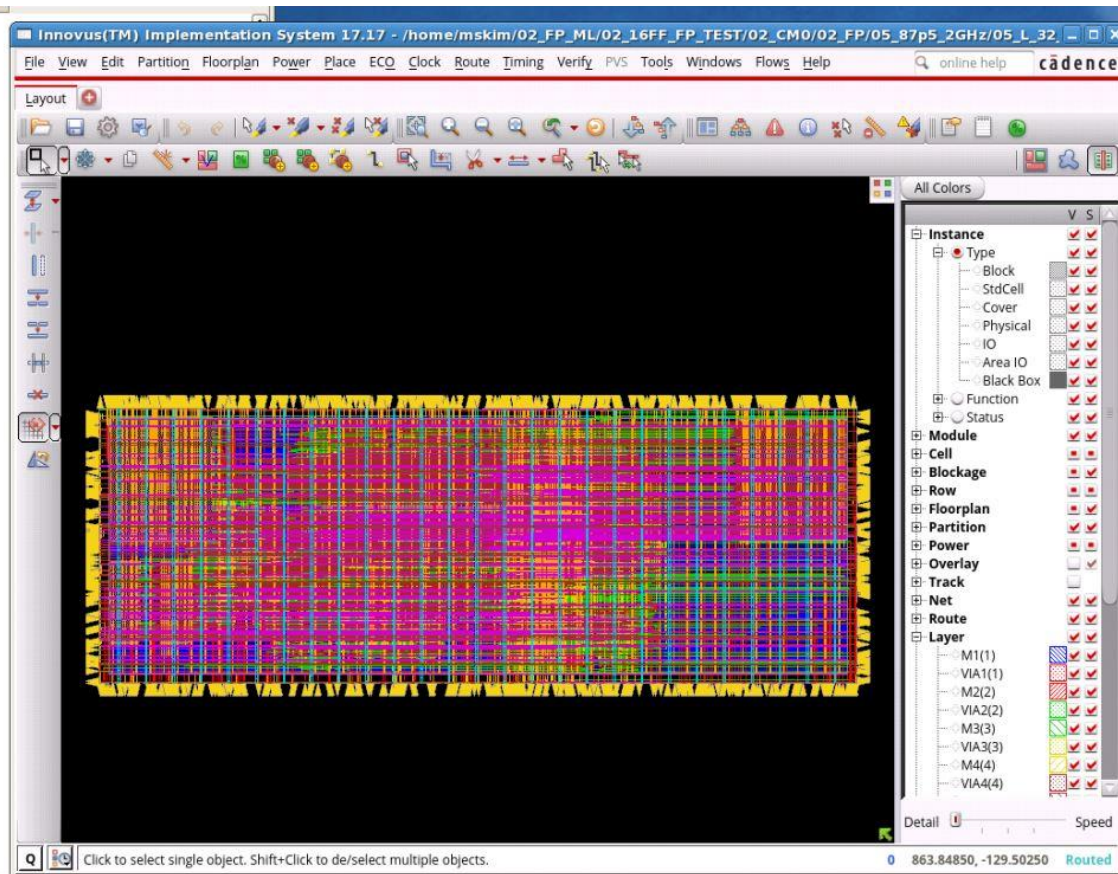 Innovus(TM) Implementation System 17.17 - /home/mskim/02_FP_ML/02_16FF_FP_TEST/02_CM0/02_FP/05_87p5_2GHz/05_L_32_
File View Edit Partition Floorplan Power Place ECO Clock Route Timing Verify PVS Tools Windows Flows Help online help cādence
Layout
All Colors
V S
Instance
Type
Block
StdCell
Cover
Physical
IO
Area IO
Black Box
Function
Status
Module
Cell
Blockage
Row
Floorplan
Partition
Power
Overlay
Track
Net
Route
Layer
M1(1)
VIA1(1)
M2(2)
VIA2(2)
M3(3)
VIA3(3)
M4(4)
VIA4(4)
Detail Speed
Q Click to select single object. Shift+Click to de/select multiple objects. 0 863.84850, -129.50250 Routed